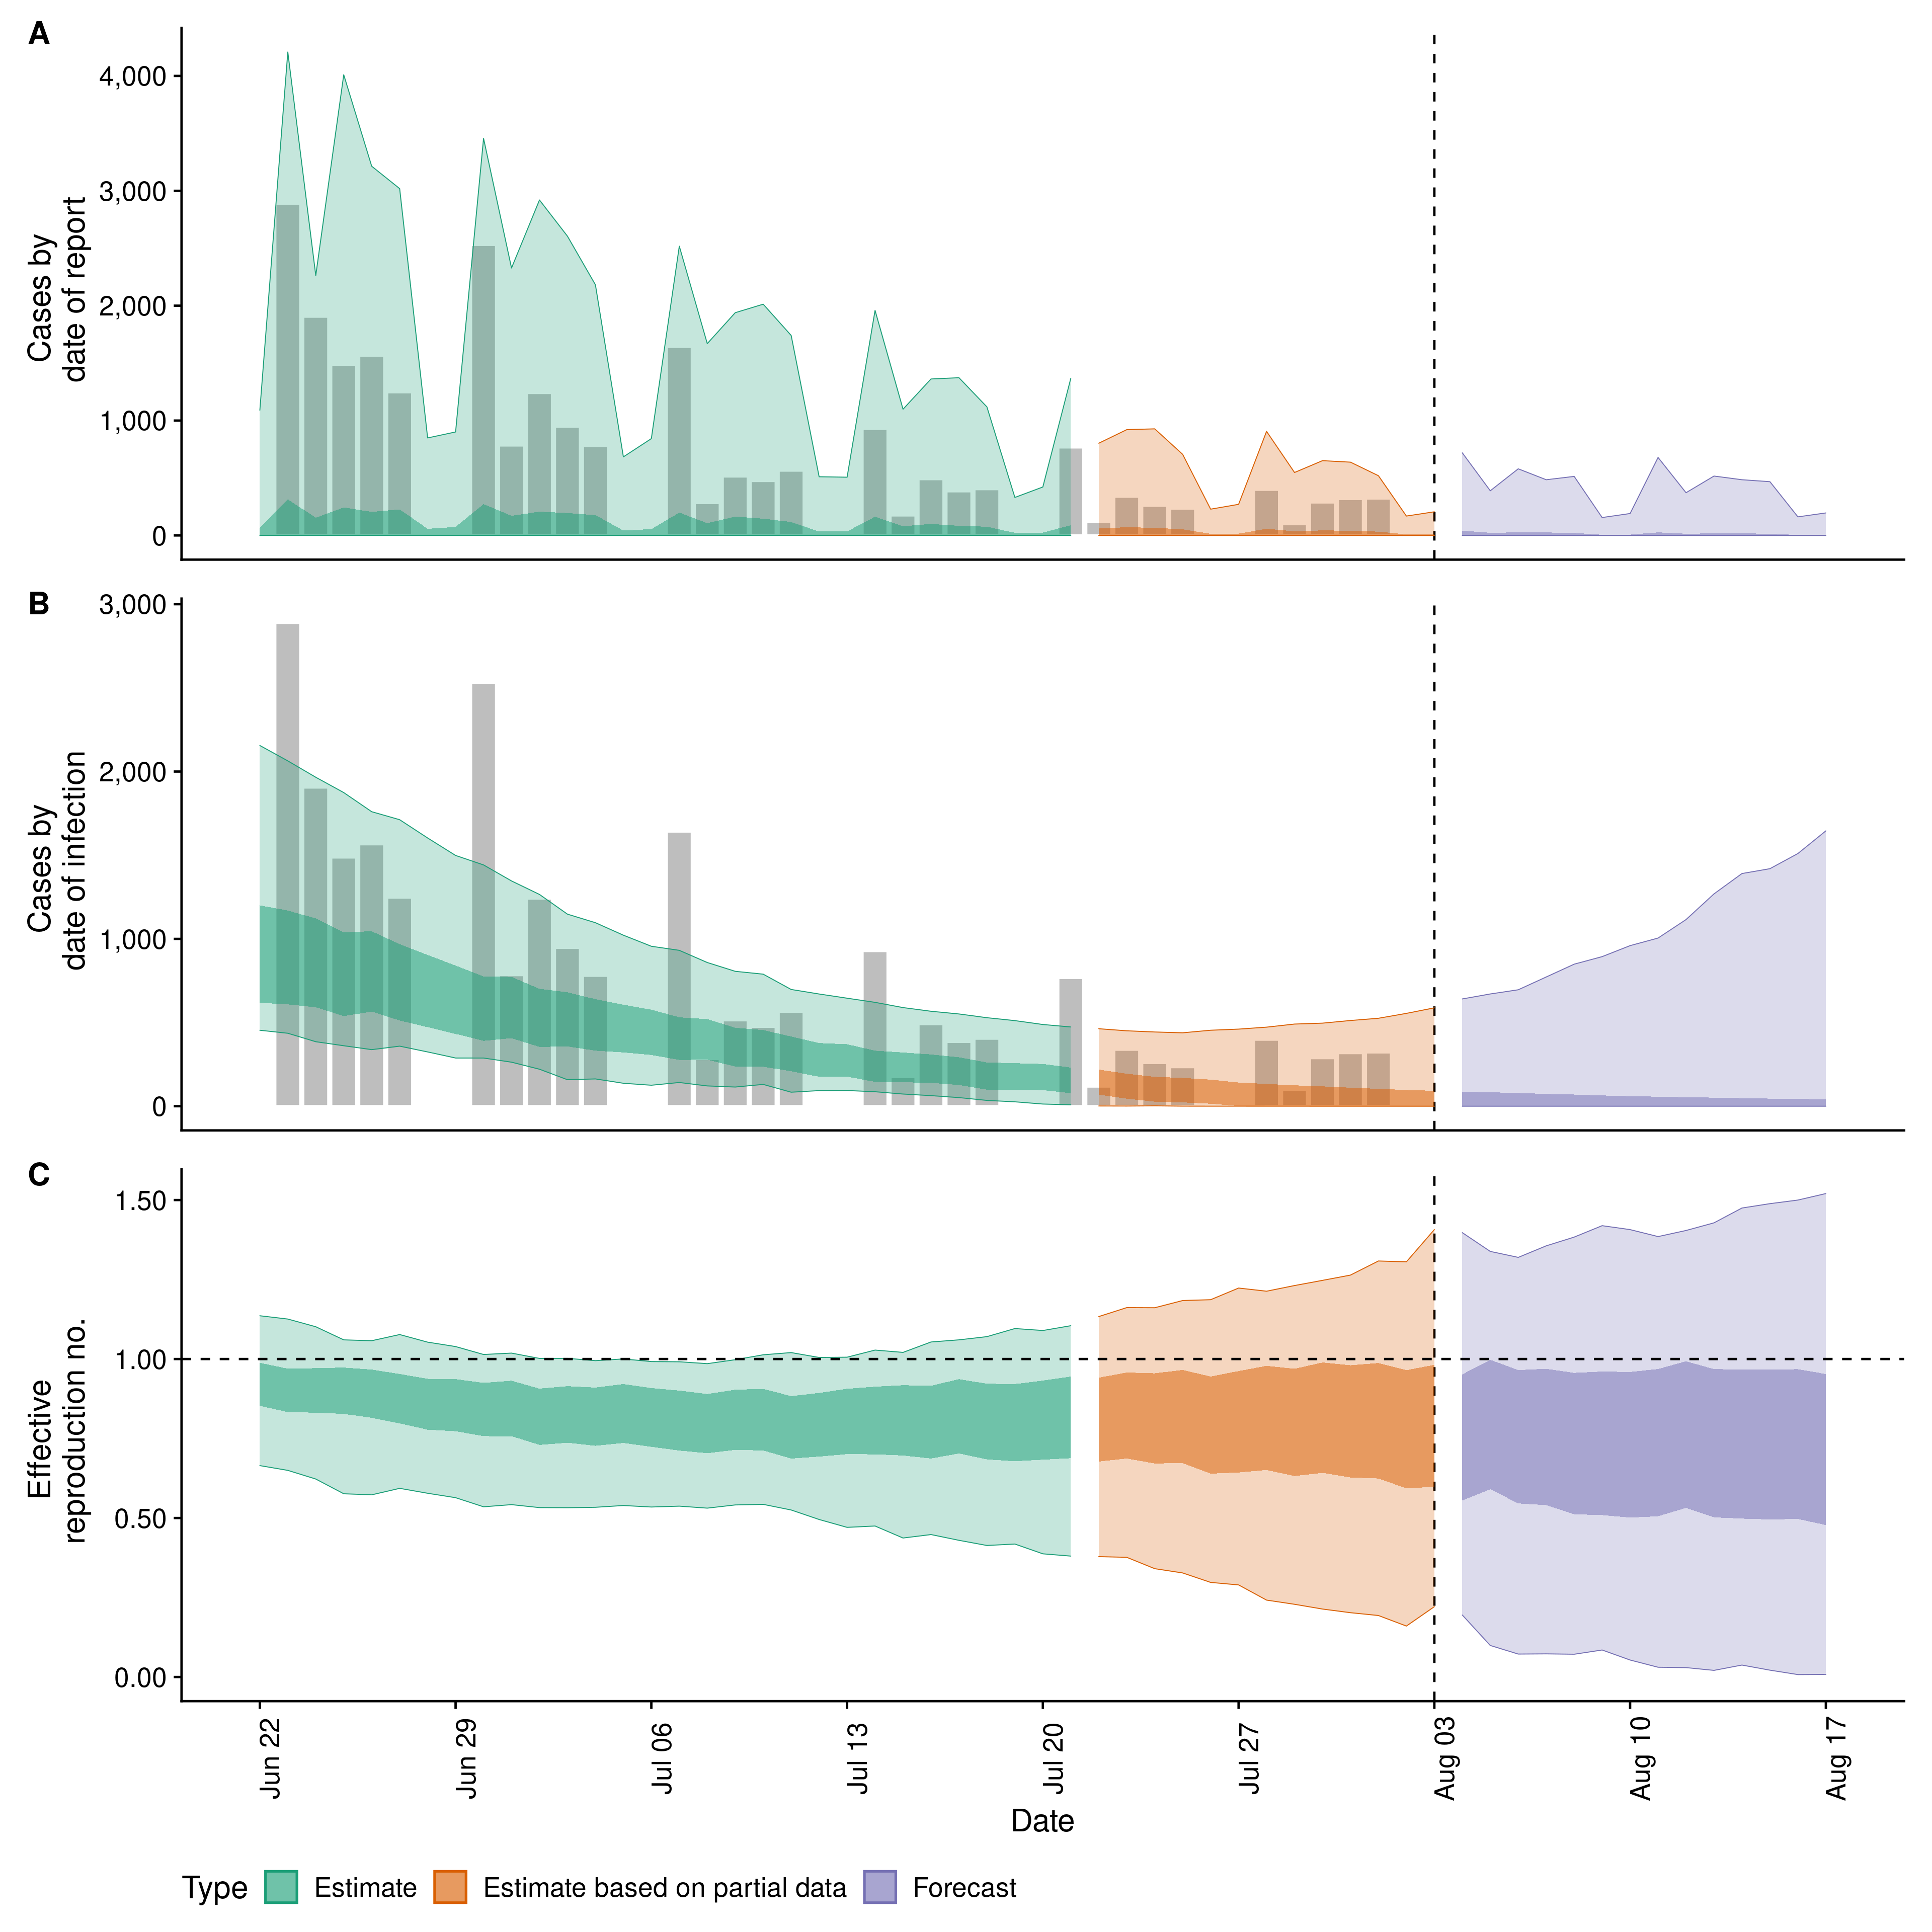 A
Cases by
date of report
4,000
3,000
2,000
1,000
0
B
Cases by
date of infection
3,000
2,000
1,000
0
C
Effective
reproduction no.
1.50
1.00
0.50
0.00
Jun 22
Jun 29
Jul 06
Jul 13
Jul 20
Jul 27
Aug 03
Aug 10
Aug 17
Date
Type Estimate Estimate based on partial data Forecast